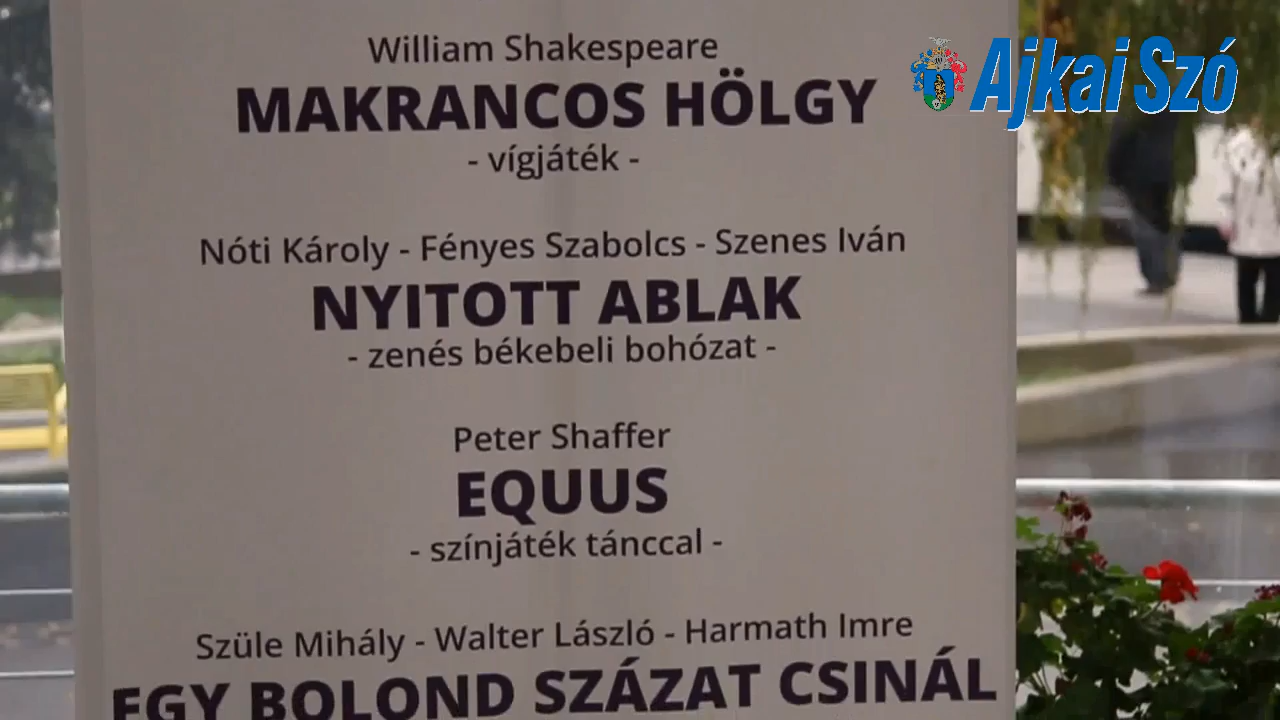 Ajkai Szó
William Shakespeare
MAKRANCOS HÖLGY
- vígjáték -
Nóti Károly - Fényes Szabolcs - Szenes Iván
NYITOTT ABLAK
- zenés békebeli bohózat -
Peter Shaffer
EQUUS
- színjáték tánccal -
Szüle Mihály - Walter László - Harmath Imre
EGY BOLOND SZÁZAT CSINÁL